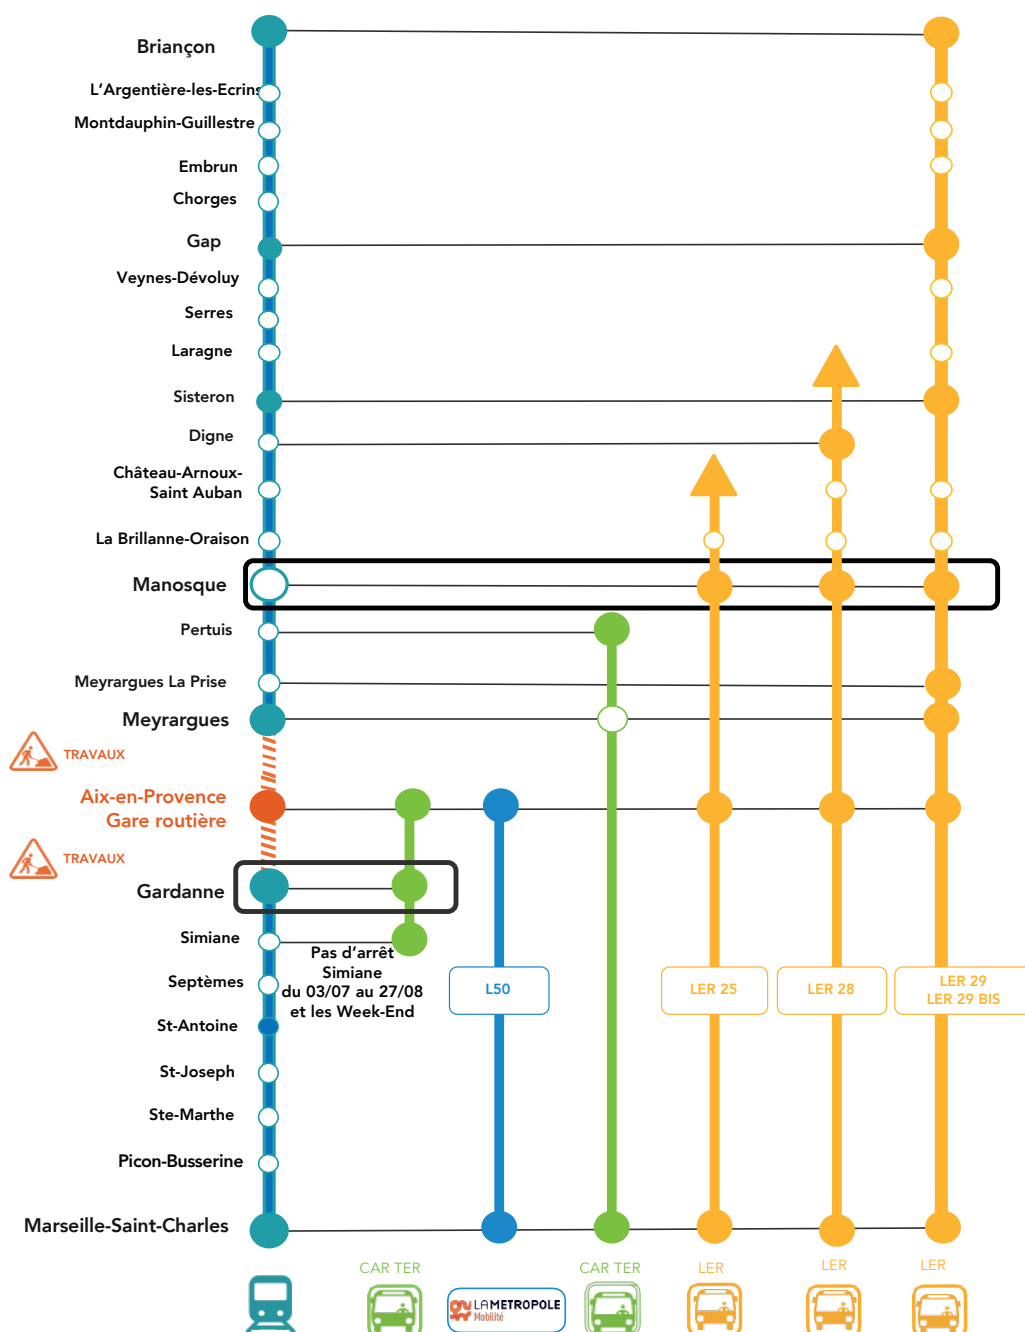 Briançon
L'Argentière-les-Ecrins
Montdauphin-Guillestre
Embrun
Chorges
Gap
Veynes-Dévoluy
Serres
Laragne
Sisteron
Digne
Château-Arnoux-
Saint Auban
La Brillanne-Oraison
Manosque
Pertuis
Meyrargues La Prise
Meyrargues
TRAVAUX
Aix-en-Provence
Gare routière
TRAVAUX
Gardanne
Simiane
Pas d'arrêt
Simiane
du 03/07 au 27/08
et les Week-End
Septèmes
L50
LER 25
LER 28
LER 29
LER 29 BIS
St-Antoine
St-Joseph
Ste-Marthe
Picon-Busserine
Marseille-Saint-Charles
CAR TER
CAR TER
LER
LER
LER
LAMETROPOLE
Mobilité